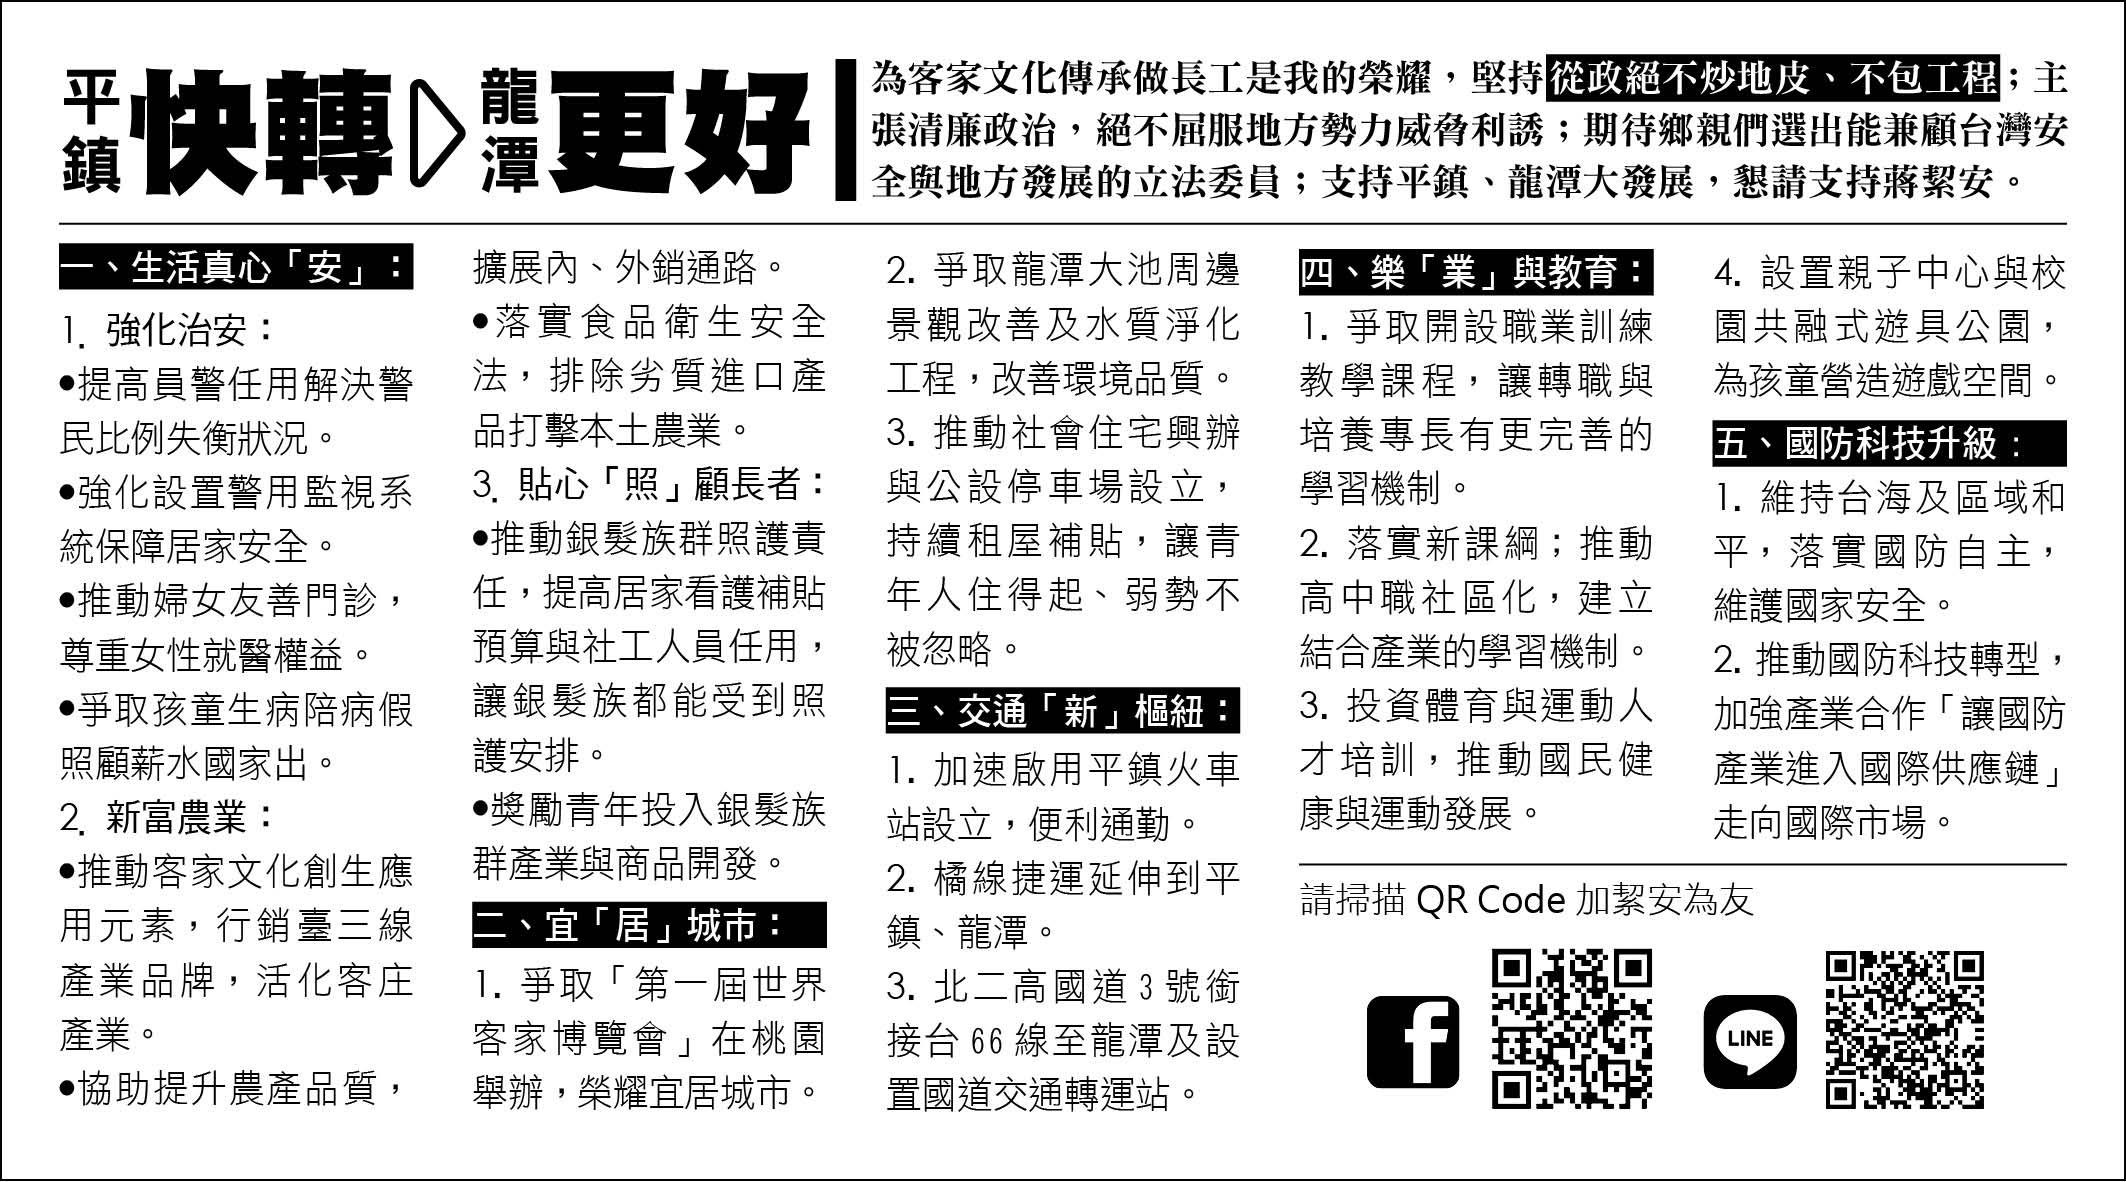 平鎮快轉 龍潭更好
為客家文化傳承做長工是我的榮耀，堅持從政絕不炒地皮、不包工程；主
張清廉政治，絕不屈服地方勢力威脅利誘；期待鄉親們選出能兼顧台灣安
全與地方發展的立法委員；支持平鎮、龍潭大發展，懇請支持蔣絜安。
一、生活真心「安」：
1. 強化治安：
●提高員警任用解決警
民比例失衡狀況。
●強化設置警用監視系
統保障居家安全。
●推動婦女友善門診，
尊重女性就醫權益。
●爭取孩童生病陪病假
照顧薪水國家出。
2. 新富農業：
●推動客家文化創生應
用元素，行銷臺三線
產業品牌，活化客庄
產業。
●協助提升農產品質，
擴展內、外銷通路。
●落實食品衛生安全
法，排除劣質進口產
品打擊本土農業。
3. 貼心「照」顧長者：
●推動銀髮族群照護責
任，提高居家看護補貼
預算與社工人員任用，
讓銀髮族都能受到照
護安排。
●獎勵青年投入銀髮族
群產業與商品開發。
二、宜「居」城市：
1. 爭取「第一屆世界
客家博覽會」在桃園
舉辦，榮耀宜居城市。
2. 爭取龍潭大池周邊
景觀改善及水質淨化
工程，改善環境品質。
3. 推動社會住宅興辦
與公設停車場設立，
持續租屋補貼，讓青
年人住得起、弱勢不
被忽略。
三、交通「新」樞紐：
1. 加速啟用平鎮火車
站設立，便利通勤。
2. 橘線捷運延伸到平
鎮、龍潭。
3. 北二高國道 3 號銜
接台 66 線至龍潭及設
置國道交通轉運站。
四、樂「業」與教育：
1. 爭取開設職業訓練
教學課程，讓轉職與
培養專長有更完善的
學習機制。
2. 落實新課綱；推動
高中職社區化，建立
結合產業的學習機制。
3. 投資體育與運動人
才培訓，推動國民健
康與運動發展。
4. 設置親子中心與校
園共融式遊具公園，
為孩童營造遊戲空間。
五、國防科技升級：
1. 維持台海及區域和
平，落實國防自主，
維護國家安全。
2. 推動國防科技轉型，
加強產業合作「讓國防
產業進入國際供應鏈」
走向國際市場。
請掃描 QR Code 加絜安為友
f
LINE